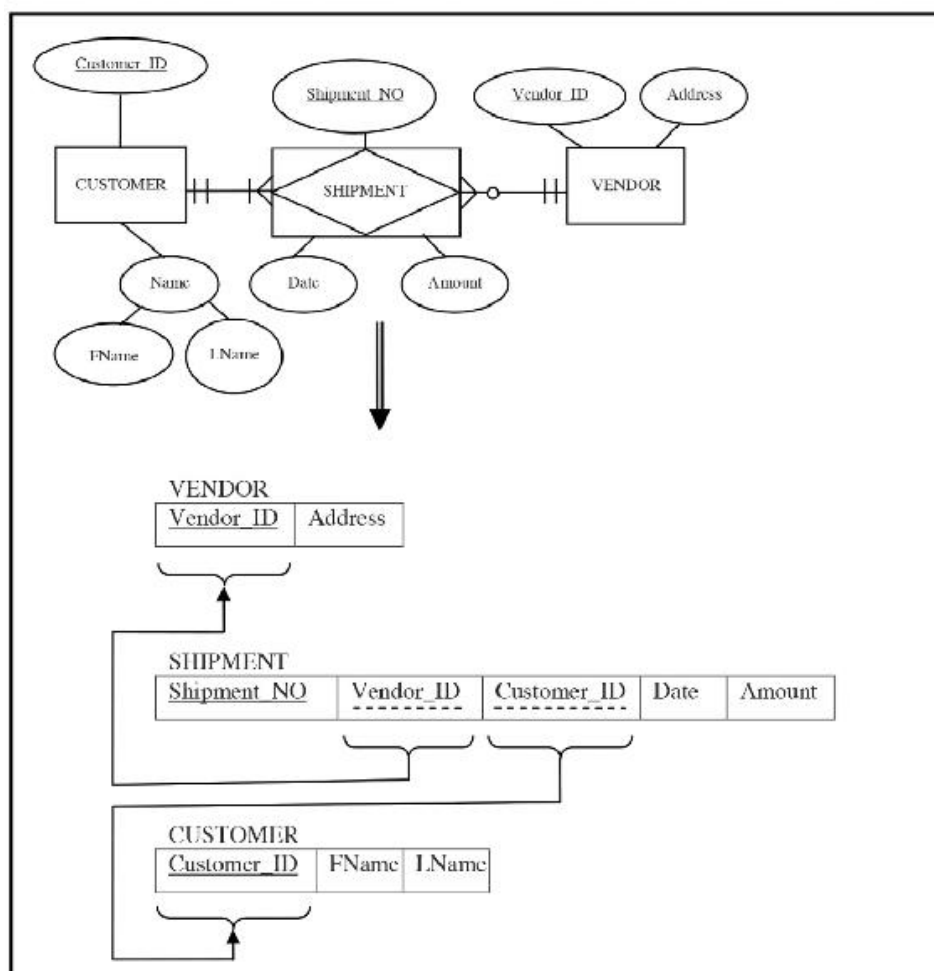 Customer_ID
Shipment_NO
Vendor_ID
Address
CUSTOMER
SHIPMENT
VENDOR
Name
Date
Amount
FName
LName
VENDOR
Vendor_ID Address
SHIPMENT
Shipment_NO Vendor_ID Customer_ID Date Amount
CUSTOMER
Customer_ID FName LName